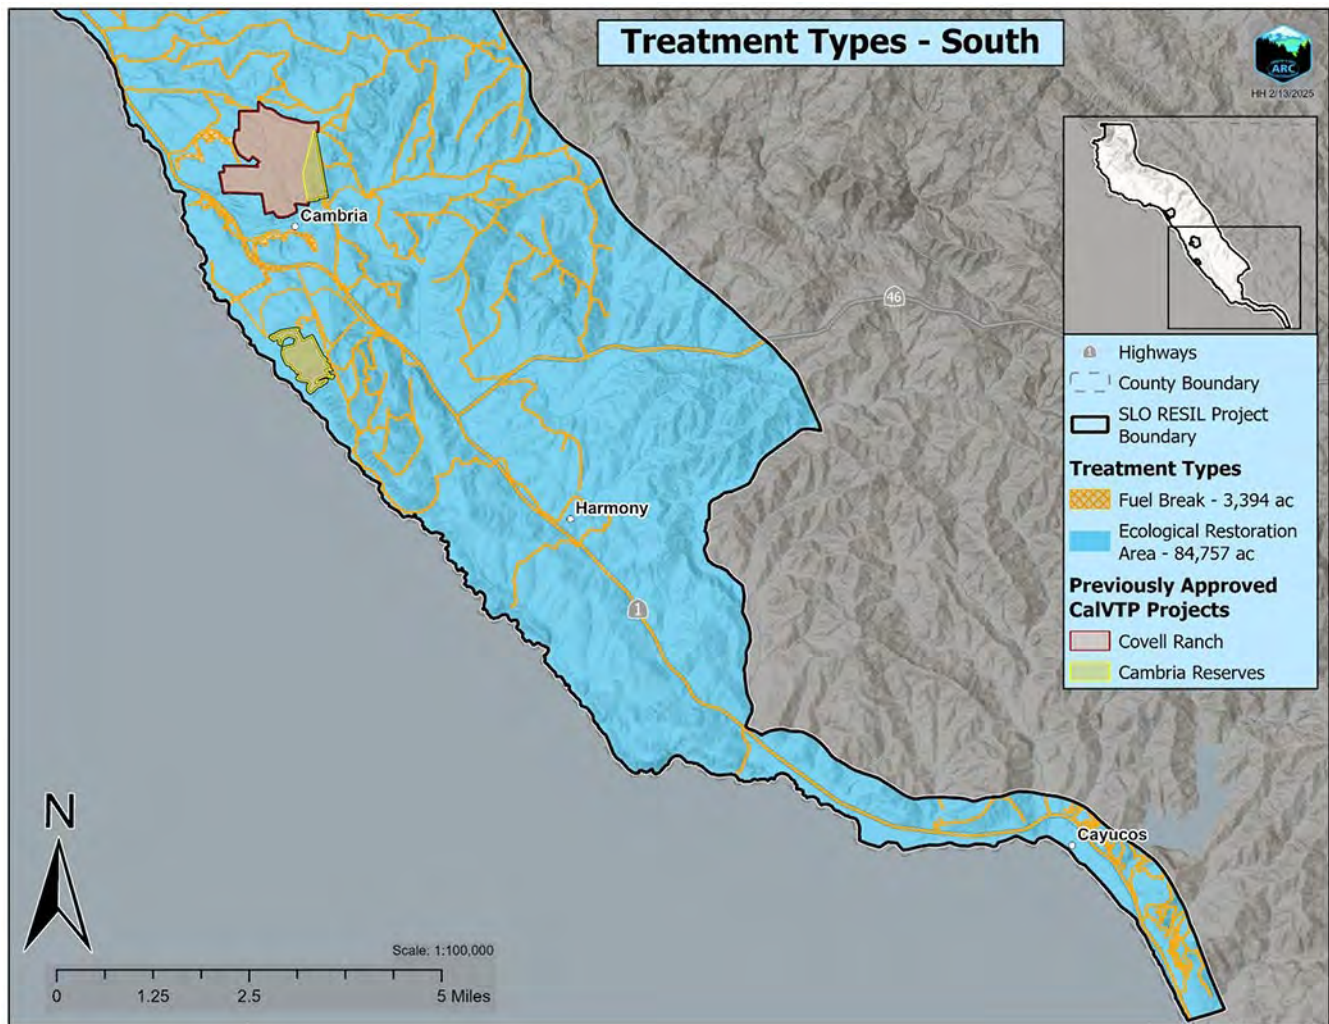 Treatment Types - South
ARC
HH 2/13/2025
Highways
County Boundary
SLO RESIL Project
Boundary
Treatment Types
Fuel Break - 3,394 ac
Ecological Restoration
Area - 84,757 ac
Previously Approved
CalVTP Projects
Covell Ranch
Cambria Reserves
Cambria
46
Harmony
1
Cayucos
N
Scale: 1:100,000
0 1.25 2.5 5 Miles